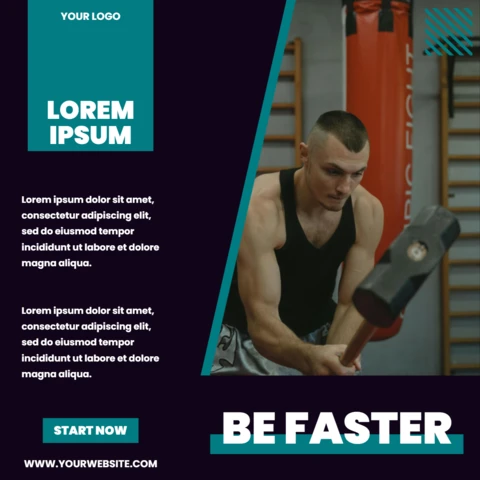 YOUR LOGO
LOREM
IPSUM
Lorem ipsum dolor sit amet,
consectetur adipiscing elit,
sed do eiusmod tempor
incididunt ut labore et dolore
magna aliqua.
Lorem ipsum dolor sit amet,
consectetur adipiscing elit,
sed do eiusmod tempor
incididunt ut labore et dolore
magna aliqua.
START NOW
WWW.YOURWEBSITE.COM
BE FASTER
FIGHT